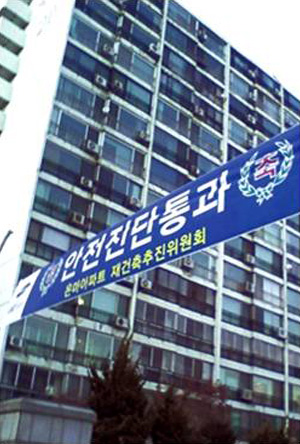 축 안전진단통과
은마아파트 재건축추진위원회